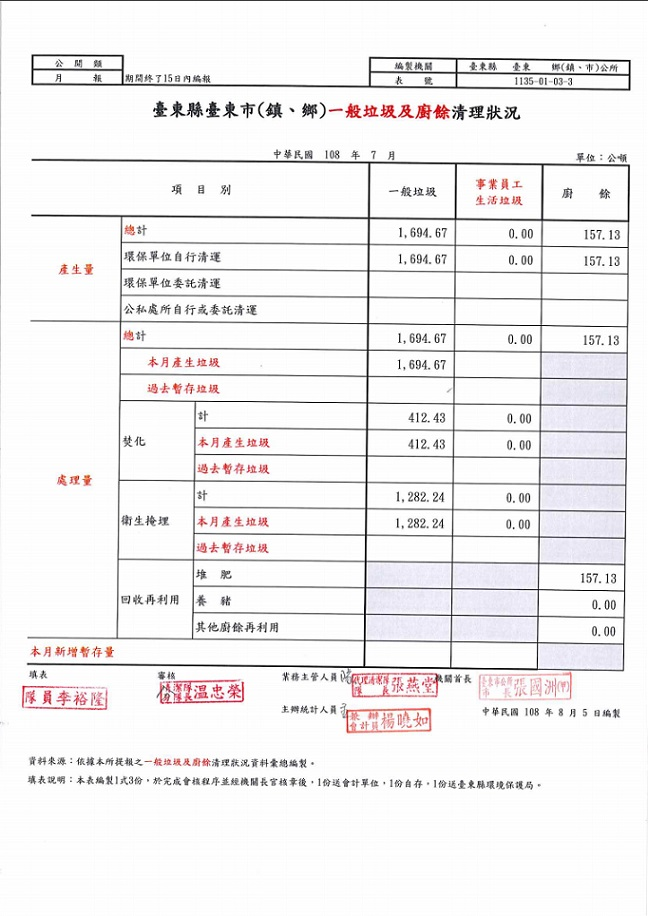 公開類
月報 期間終了15日內編報
編製機關 臺東縣 臺東 鄉(鎮、市)公所
表號 1135-01-03-3
臺東縣臺東市(鎮、鄉)一般垃圾及廚餘清理狀況
中華民國 108 年 7 月
單位：公噸
項目別 一般垃圾 事業員工生活垃圾 廚餘
產生量
總計 1,694.67 0.00 157.13
環保單位自行清運 1,694.67 0.00 157.13
環保單位委託清運
公私處所自行或委託清運
處理量
總計 1,694.67 0.00 157.13
本月產生垃圾 1,694.67
過去暫存垃圾
焚化
計 412.43 0.00
本月產生垃圾 412.43 0.00
過去暫存垃圾
衛生掩埋
計 1,282.24 0.00
本月產生垃圾 1,282.24 0.00
過去暫存垃圾
回收再利用
堆肥 157.13
養豬 0.00
其他廚餘再利用 0.00
本月新增暫存量
填表 審核 業務主管人員 機關首長
隊員李裕隆
溫忠榮
代理清潔隊隊長 張燕堂
臺東市公所市長 張國洲
主辦統計人員
會計員 楊曉如
中華民國 108 年 8 月 5 日編製
資料來源：依據本所提報之一般垃圾及廚餘清理狀況資料彙總編製。
填表說明：本表編製1式3份，於完成會核程序並經機關長官核章後，1份送會計單位，1份自存，1份送臺東縣環境保護局。